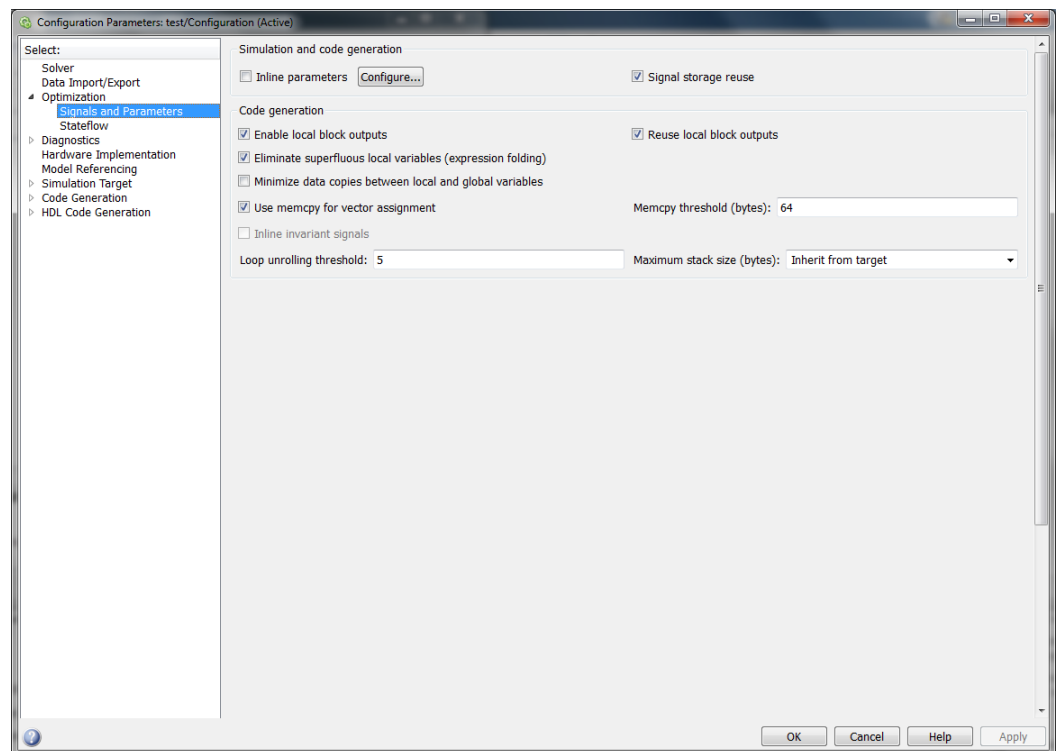 Configuration Parameters: test/Configuration (Active)
Select:
Solver
Data Import/Export
Optimization
Signals and Parameters
Stateflow
Diagnostics
Hardware Implementation
Model Referencing
Simulation Target
Code Generation
HDL Code Generation
Simulation and code generation
Inline parameters Configure... Signal storage reuse
Code generation
Enable local block outputs Reuse local block outputs
Eliminate superfluous local variables (expression folding)
Minimize data copies between local and global variables
Use memcpy for vector assignment Memcpy threshold (bytes): 64
Inline invariant signals
Loop unrolling threshold: 5 Maximum stack size (bytes): Inherit from target
OK Cancel Help Apply